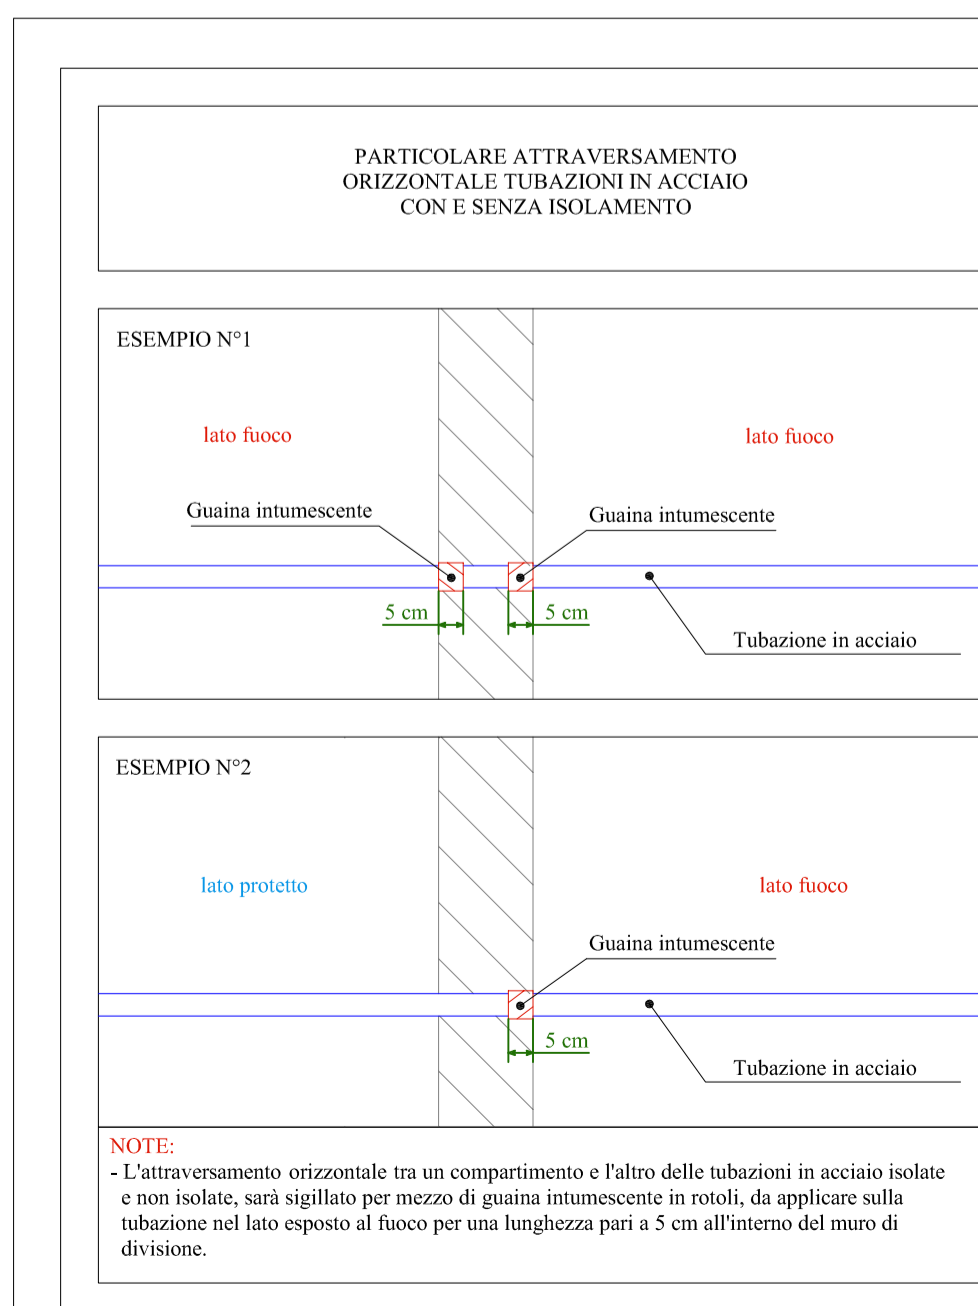 PARTICOLARE ATTRAVERSAMENTO
ORIZZONTALE TUBAZIONI IN ACCIAIO
CON E SENZA ISOLAMENTO
ESEMPIO N°1
lato fuoco
lato fuoco
Guaina intumescente
Guaina intumescente
5 cm
5 cm
Tubazione in acciaio
ESEMPIO N°2
lato protetto
lato fuoco
Guaina intumescente
5 cm
Tubazione in acciaio
NOTE:
- L'attraversamento orizzontale tra un compartimento e l'altro delle tubazioni in acciaio isolate
e non isolate, sarà sigillato per mezzo di guaina intumescente in rotoli, da applicare sulla
tubazione nel lato esposto al fuoco per una lunghezza pari a 5 cm all'interno del muro di
divisione.